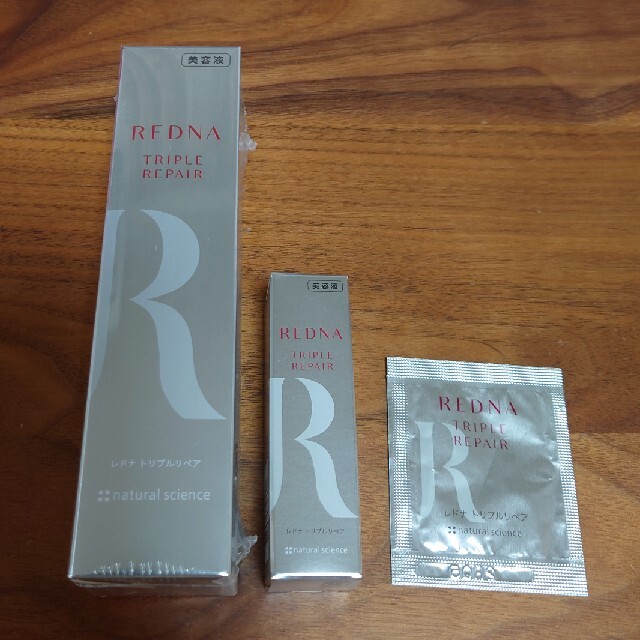 美容液
REDNA
TRIPLE
REPAIR
R
レドナ トリプルリペア
natural science
美容液
REDNA
TRIPLE
REPAIR
R
レドナ トリプルリペア
natural science
REDNA
TRIPLE
REPAIR
R
レドナ トリプルリペア
natural science